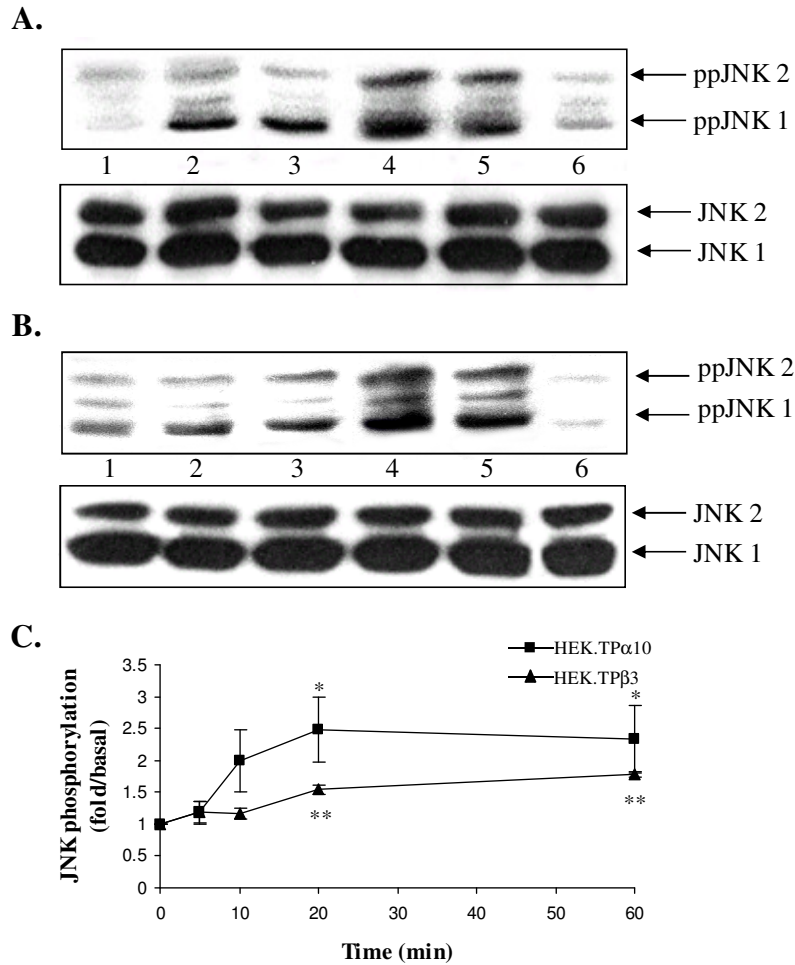 A.
ppJNK 2
ppJNK 1
1 2 3 4 5 6
JNK 2
JNK 1
B.
ppJNK 2
ppJNK 1
1 2 3 4 5 6
JNK 2
JNK 1
C.
HEK.TPα10
HEK.TPβ3
JNK phosphorylation
(fold/basal)
3.5
3
2.5
2
1.5
1
0.5
0
* *
** **
0 10 20 30 40 50 60
Time (min)